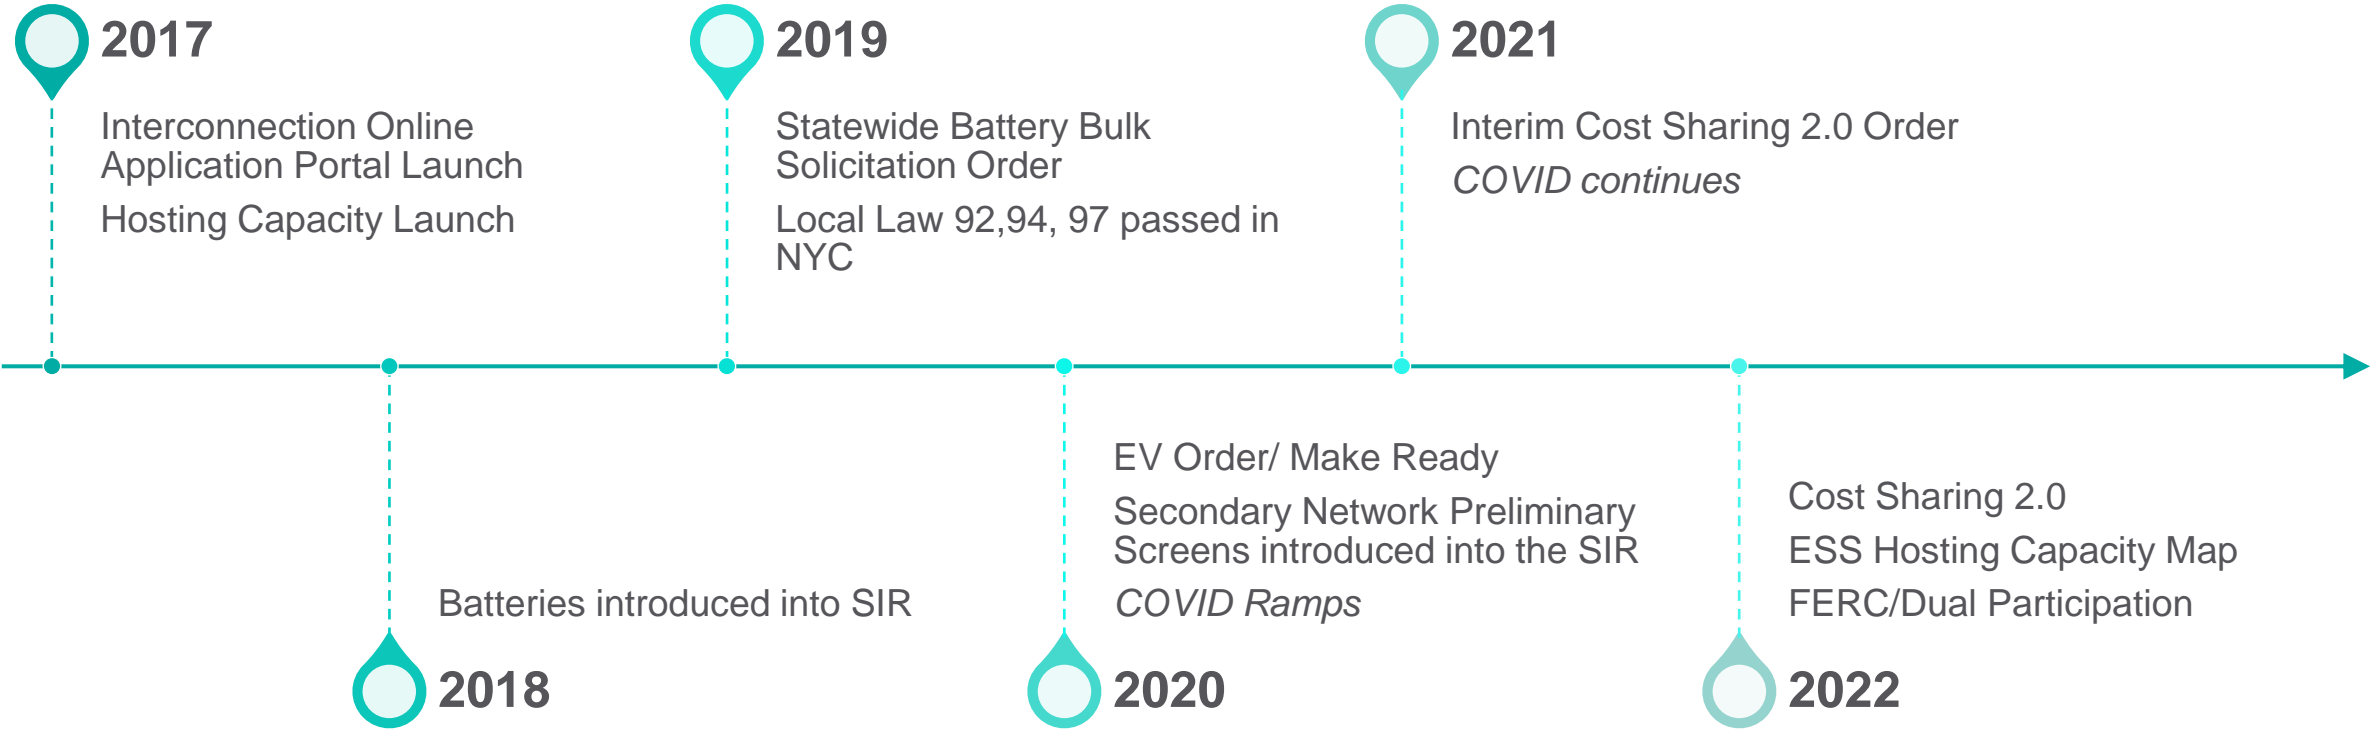 2017
Interconnection Online
Application Portal Launch
Hosting Capacity Launch
2019
Statewide Battery Bulk
Solicitation Order
Local Law 92,94, 97 passed in
NYC
2021
Interim Cost Sharing 2.0 Order
COVID continues
Batteries introduced into SIR
2018
EV Order/ Make Ready
Secondary Network Preliminary
Screens introduced into the SIR
COVID Ramps
2020
Cost Sharing 2.0
ESS Hosting Capacity Map
FERC/Dual Participation
2022